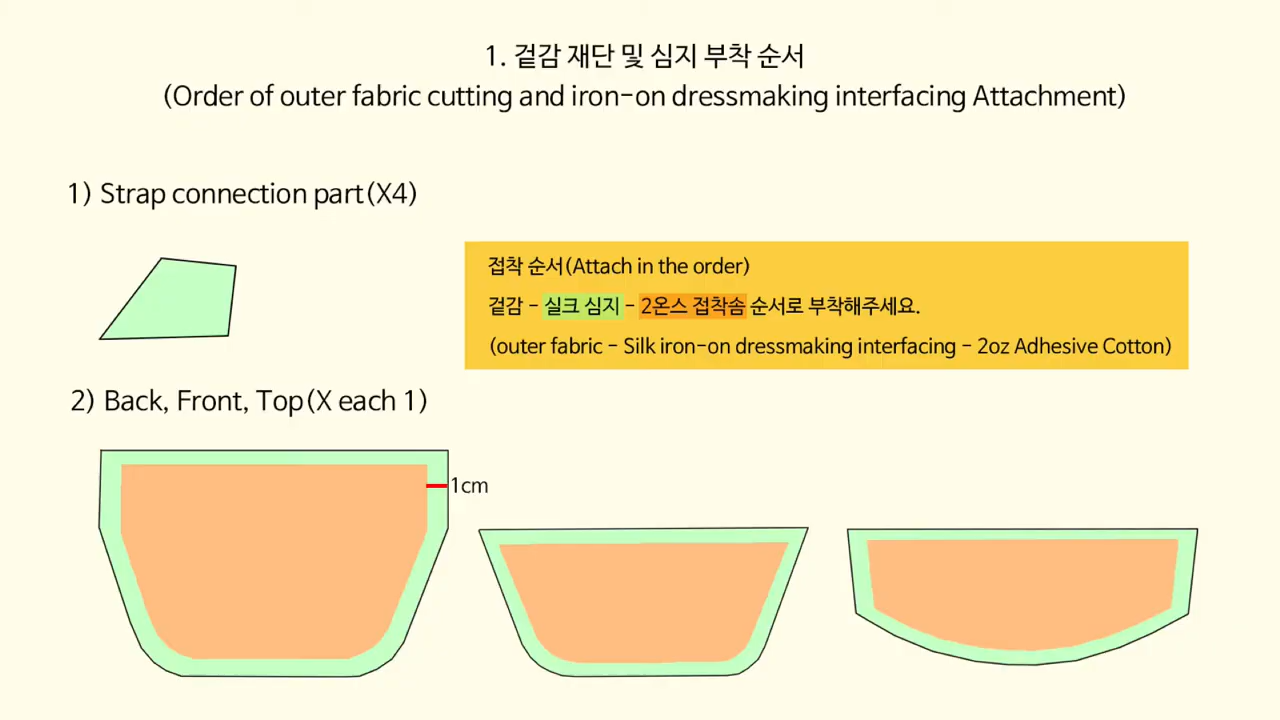 1. 겉감 재단 및 심지 부착 순서
(Order of outer fabric cutting and iron-on dressmaking interfacing Attachment)
1) Strap connection part(X4)
접착 순서(Attach in the order)
겉감 - 실크 심지 - 2온스 접착솜 순서로 부착해주세요.
(outer fabric - Silk iron-on dressmaking interfacing - 2oz Adhesive Cotton)
2) Back, Front, Top(X each 1)
1cm